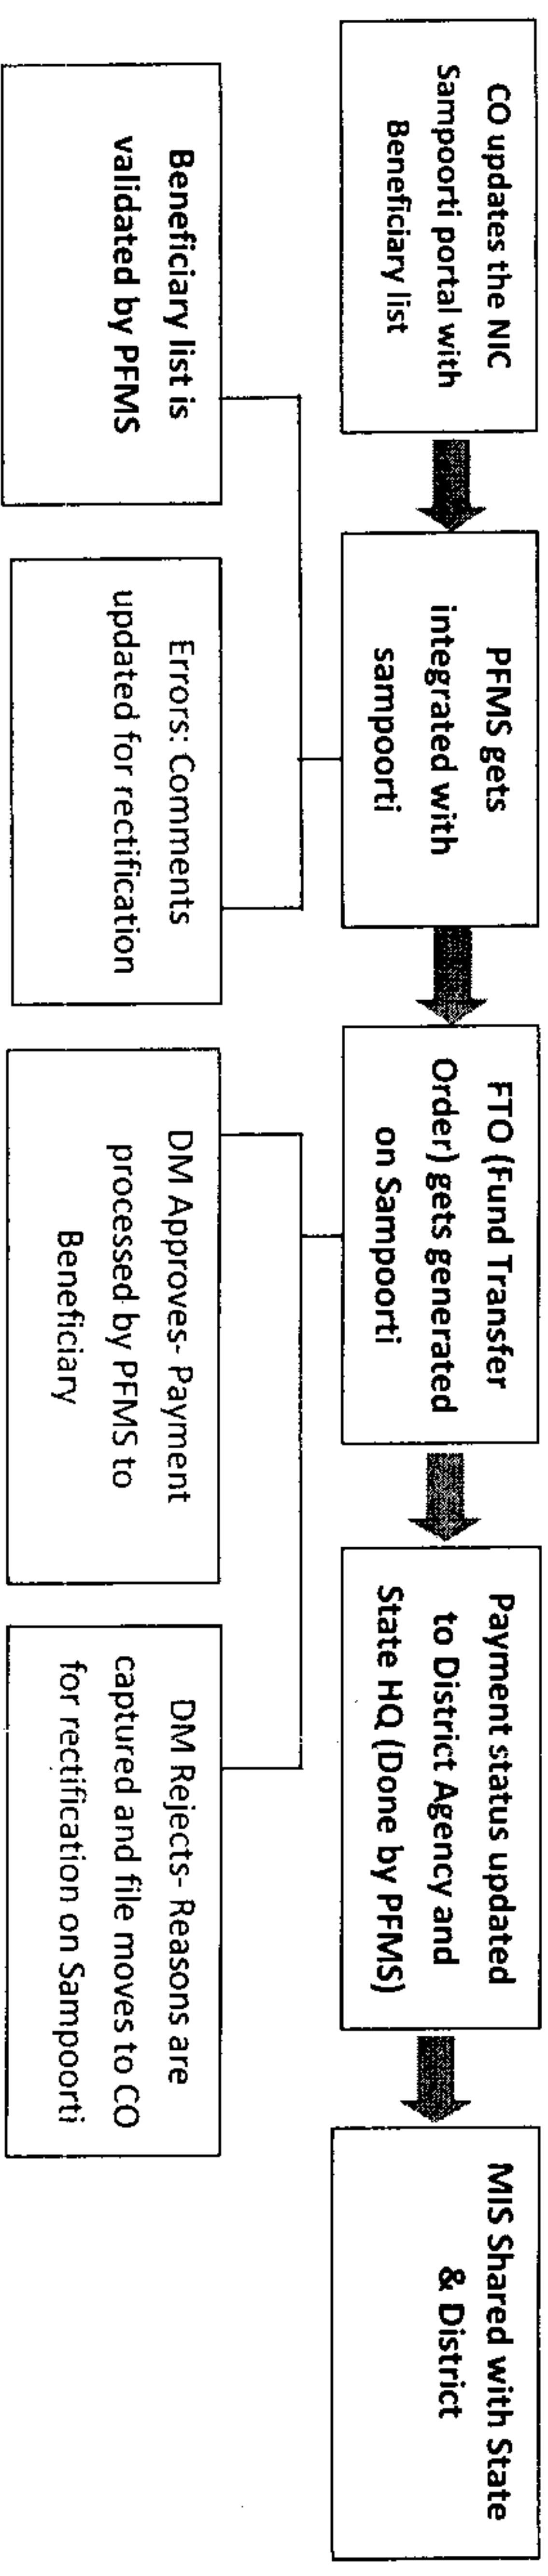 CO updates the NIC
Sampoorti portal with
Beneficiary list
PFMS gets
integrated with
sampoorti
FTO (Fund Transfer
Order) gets generated
on Sampoorti
Payment status updated
to District Agency and
State HQ (Done by PFMS)
MIS Shared with State
& District
Beneficiary list is
validated by PFMS
Errors: Comments
updated for rectification
DM Approves- Payment
processed by PFMS to
Beneficiary
DM Rejects- Reasons are
captured and file moves to CO
for rectification on Sampoorti